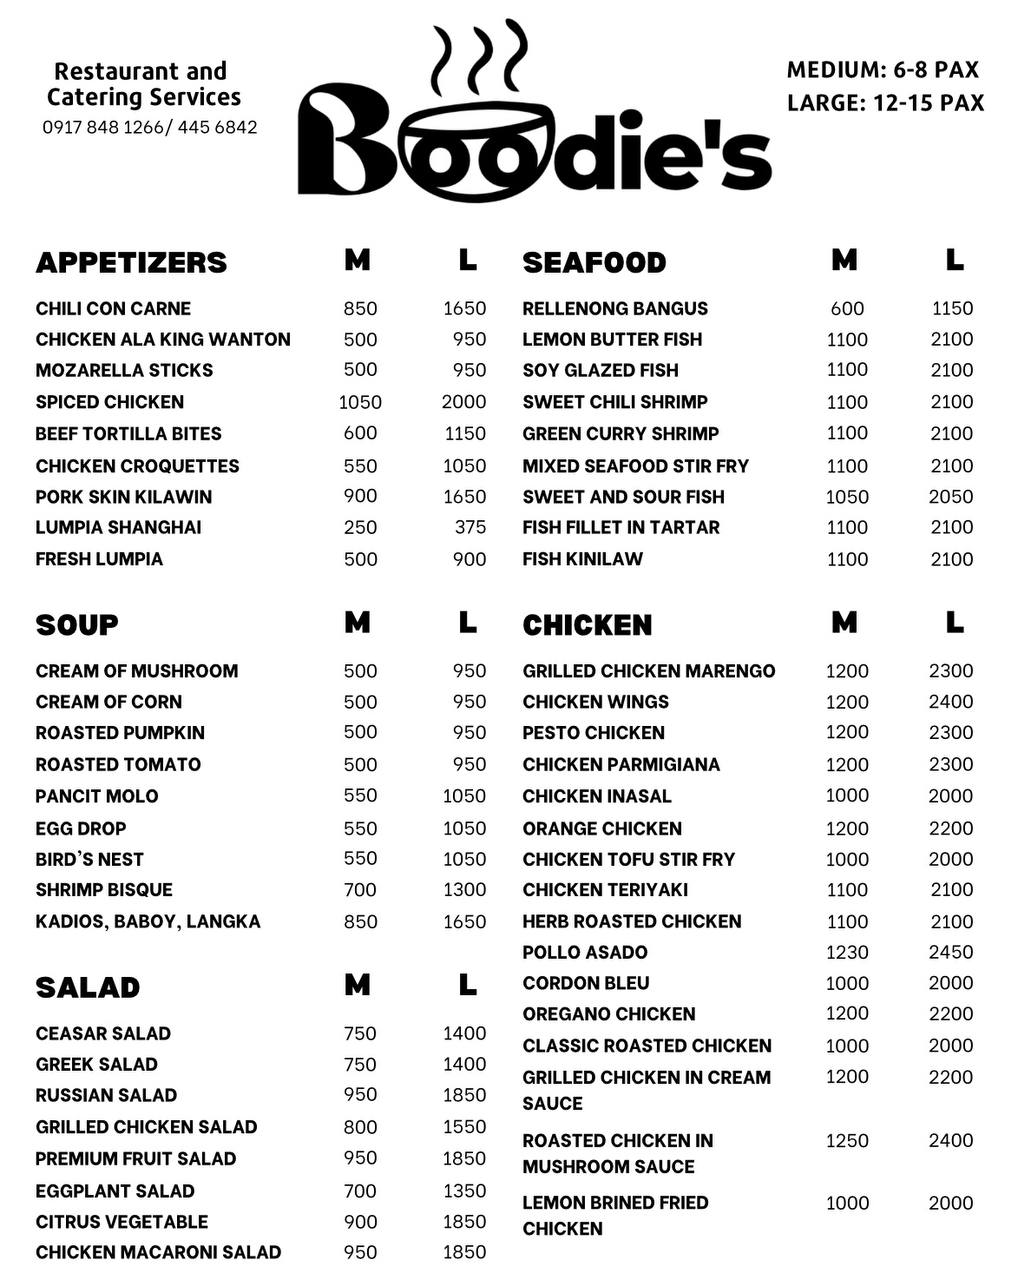 Restaurant and
Catering Services
0917 848 1266/ 445 6842
Boodie's
MEDIUM: 6-8 PAX
LARGE: 12-15 PAX
APPETIZERS M L
CHILI CON CARNE 850 1650
CHICKEN ALA KING WANTON 500 950
MOZARELLA STICKS 500 950
SPICED CHICKEN 1050 2000
BEEF TORTILLA BITES 600 1150
CHICKEN CROQUETTES 550 1050
PORK SKIN KILAWIN 900 1650
LUMPIA SHANGHAI 250 375
FRESH LUMPIA 500 900
SOUP M L
CREAM OF MUSHROOM 500 950
CREAM OF CORN 500 950
ROASTED PUMPKIN 500 950
ROASTED TOMATO 500 950
PANCIT MOLO 550 1050
EGG DROP 550 1050
BIRD'S NEST 550 1050
SHRIMP BISQUE 700 1300
KADIOS, BABOY, LANGKA 850 1650
SALAD M L
CEASAR SALAD 750 1400
GREEK SALAD 750 1400
RUSSIAN SALAD 950 1850
GRILLED CHICKEN SALAD 800 1550
PREMIUM FRUIT SALAD 950 1850
EGGPLANT SALAD 700 1350
CITRUS VEGETABLE 900 1850
CHICKEN MACARONI SALAD 950 1850
SEAFOOD M L
RELLENONG BANGUS 600 1150
LEMON BUTTER FISH 1100 2100
SOY GLAZED FISH 1100 2100
SWEET CHILI SHRIMP 1100 2100
GREEN CURRY SHRIMP 1100 2100
MIXED SEAFOOD STIR FRY 1100 2100
SWEET AND SOUR FISH 1050 2050
FISH FILLET IN TARTAR 1100 2100
FISH KINILAW 1100 2100
CHICKEN M L
GRILLED CHICKEN MARENGO 1200 2300
CHICKEN WINGS 1200 2400
PESTO CHICKEN 1200 2300
CHICKEN PARMIGIANA 1200 2300
CHICKEN INASAL 1000 2000
ORANGE CHICKEN 1200 2200
CHICKEN TOFU STIR FRY 1000 2000
CHICKEN TERIYAKI 1100 2100
HERB ROASTED CHICKEN 1100 2100
POLLO ASADO 1230 2450
CORDON BLEU 1000 2000
OREGANO CHICKEN 1200 2200
CLASSIC ROASTED CHICKEN 1000 2000
GRILLED CHICKEN IN CREAM 1200 2200
SAUCE
ROASTED CHICKEN IN 1250 2400
MUSHROOM SAUCE
LEMON BRINED FRIED 1000 2000
CHICKEN